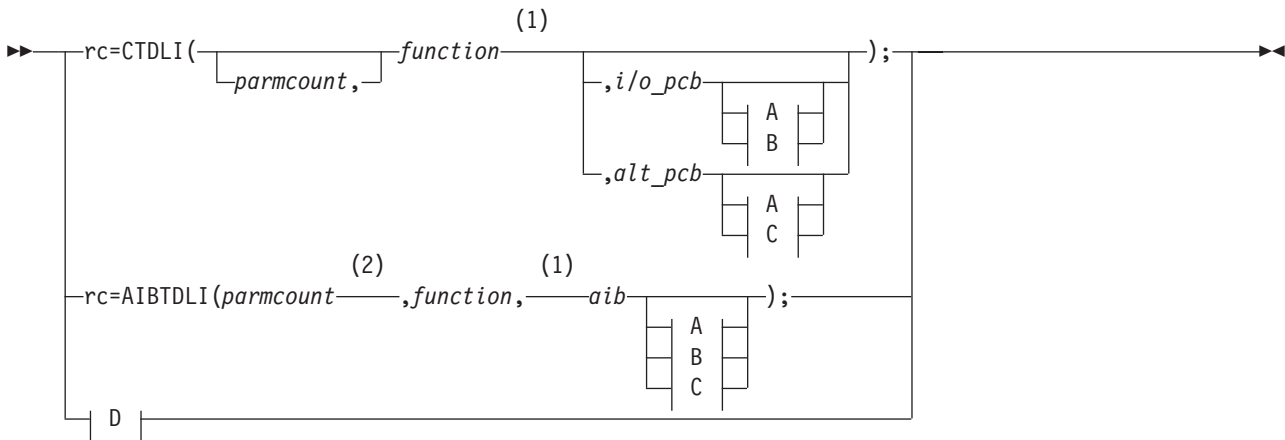 (1)
rc=CTDLI( function );
parmcount,
,i/o_pcb
A
B
,alt_pcb
A
C
(2) (1)
rc=AIBTDLI(parmcount ,function, aib );
A
B
C
D